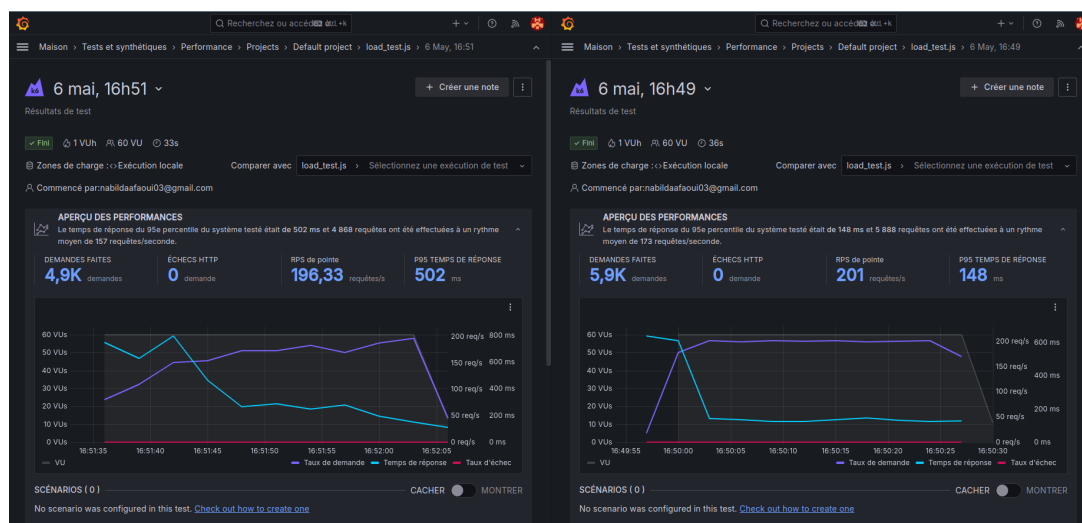 Recherchez ou accéd
ctrl+k
Maison › Tests et synthétiques › Performance › Projects › Default project › load_test.js › 6 May, 16:51
k6
6 mai, 16h51
+ Créer une note
Résultats de test
Fini 1 VUh 60 VU 33s
Zones de charge :‹›Exécution locale
Comparer avec load_test.js › Sélectionnez une exécution de test
Commencé par:nabildaafaoui03@gmail.com
APERÇU DES PERFORMANCES
Le temps de réponse du 95e percentile du système testé était de 502 ms et 4 868 requêtes ont été effectuées à un rythme
moyen de 157 requêtes/seconde.
DEMANDES FAITES ÉCHECS HTTP RPS de pointe P95 TEMPS DE RÉPONSE
4,9K demandes 0 demande 196,33 requêtes/s 502 ms
60 VUs 200 req/s 800 ms
50 VUs
150 req/s 600 ms
40 VUs
30 VUs 100 req/s 400 ms
20 VUs
50 req/s 200 ms
10 VUs
0 VUs 0 req/s 0 ms
16:51:35 16:51:40 16:51:45 16:51:50 16:51:55 16:52:00 16:52:05
VU Taux de demande Temps de réponse Taux d'échec
SCÉNARIOS ( 0 ) CACHER MONTRER
No scenario was configured in this test. Check out how to create one
Recherchez ou accéd
ctrl+k
Maison › Tests et synthétiques › Performance › Projects › Default project › load_test.js › 6 May, 16:49
k6
6 mai, 16h49
+ Créer une note
Résultats de test
Fini 1 VUh 60 VU 36s
Zones de charge :‹›Exécution locale
Comparer avec load_test.js › Sélectionnez une exécution de test
Commencé par:nabildaafaoui03@gmail.com
APERÇU DES PERFORMANCES
Le temps de réponse du 95e percentile du système testé était de 148 ms et 5 888 requêtes ont été effectuées à un rythme
moyen de 173 requêtes/seconde.
DEMANDES FAITES ÉCHECS HTTP RPS de pointe P95 TEMPS DE RÉPONSE
5,9K demandes 0 demande 201 requêtes/s 148 ms
60 VUs 200 req/s 600 ms
50 VUs
150 req/s
40 VUs 400 ms
30 VUs 100 req/s
20 VUs 200 ms
50 req/s
10 VUs
0 VUs 0 req/s 0 ms
16:49:55 16:50:00 16:50:05 16:50:10 16:50:15 16:50:20 16:50:25 16:50:30
VU Taux de demande Temps de réponse Taux d'échec
SCÉNARIOS ( 0 ) CACHER MONTRER
No scenario was configured in this test. Check out how to create one